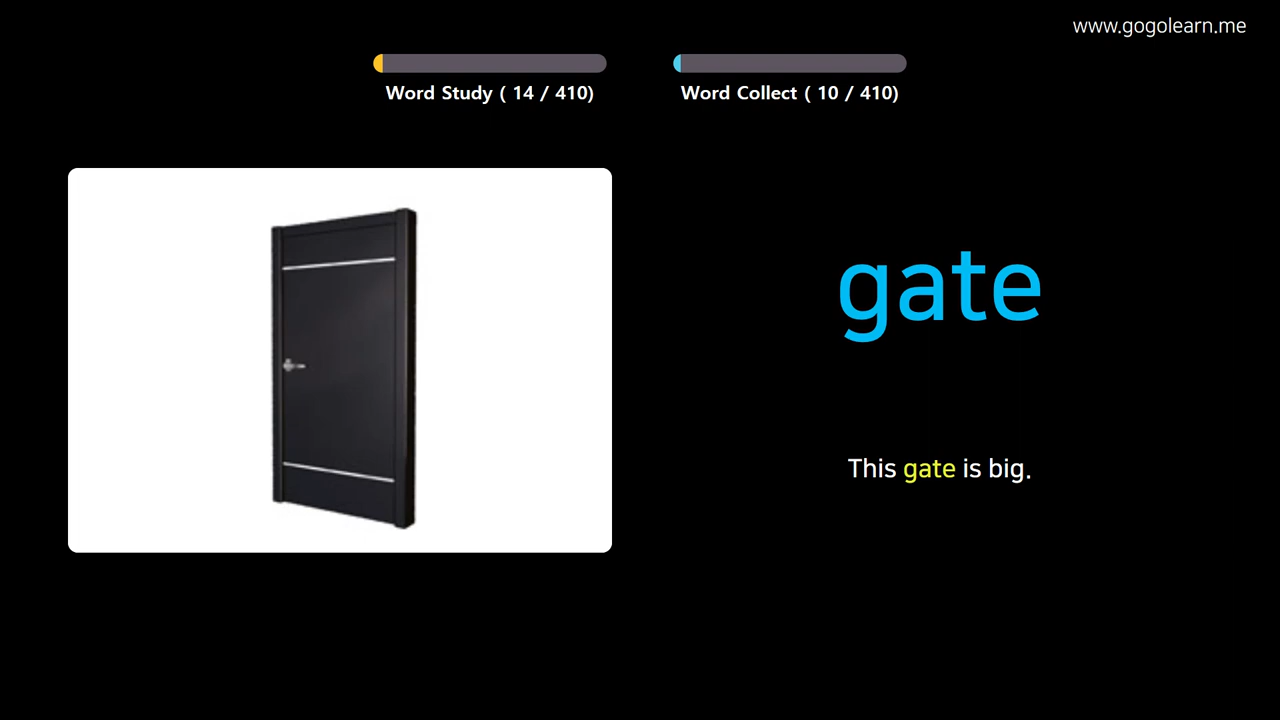 www.gogolearn.me
Word Study ( 14 / 410)
Word Collect ( 10 / 410)
gate
This gate is big.